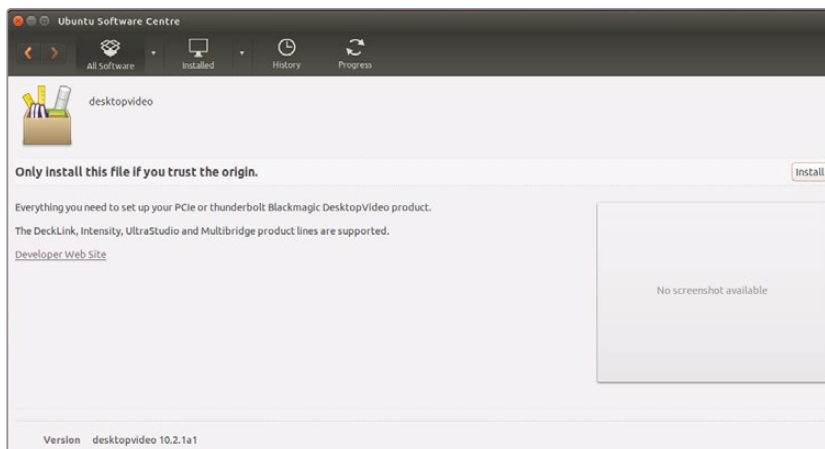 Ubuntu Software Centre
All Software
Installed
History
Progress
desktopvideo
Only install this file if you trust the origin.
Install
Everything you need to set up your PCIe or thunderbolt Blackmagic DesktopVideo product.
The DeckLink, Intensity, UltraStudio and Multibridge product lines are supported.
Developer Web Site
No screenshot available
Version desktopvideo 10.2.1a1